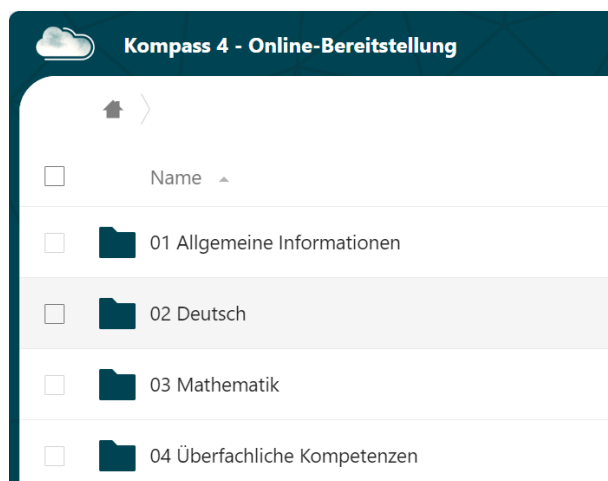 Kompass 4 - Online-Bereitstellung
Name
01 Allgemeine Informationen
02 Deutsch
03 Mathematik
04 Überfachliche Kompetenzen